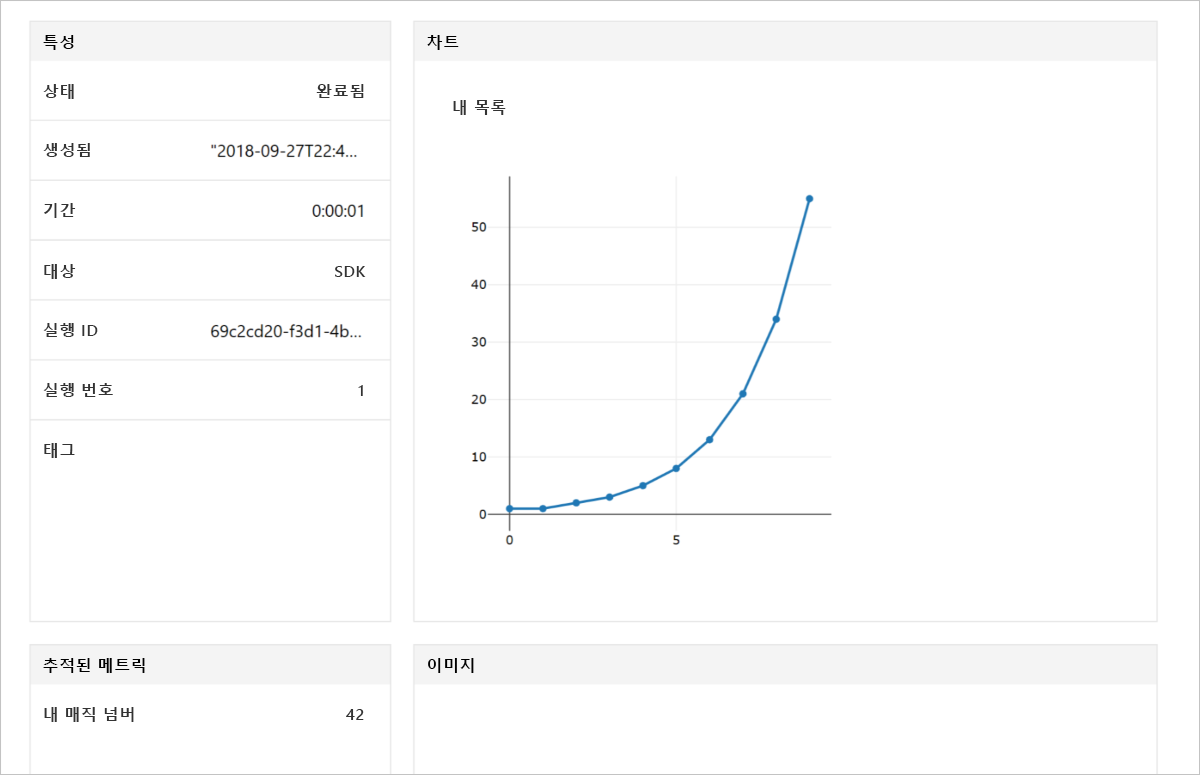 특성
상태 완료됨
생성됨 "2018-09-27T22:4...
기간 0:00:01
대상 SDK
실행 ID 69c2cd20-f3d1-4b...
실행 번호 1
태그
차트
내 목록
50
40
30
20
10
0
0 5
추적된 메트릭
내 매직 넘버 42
이미지